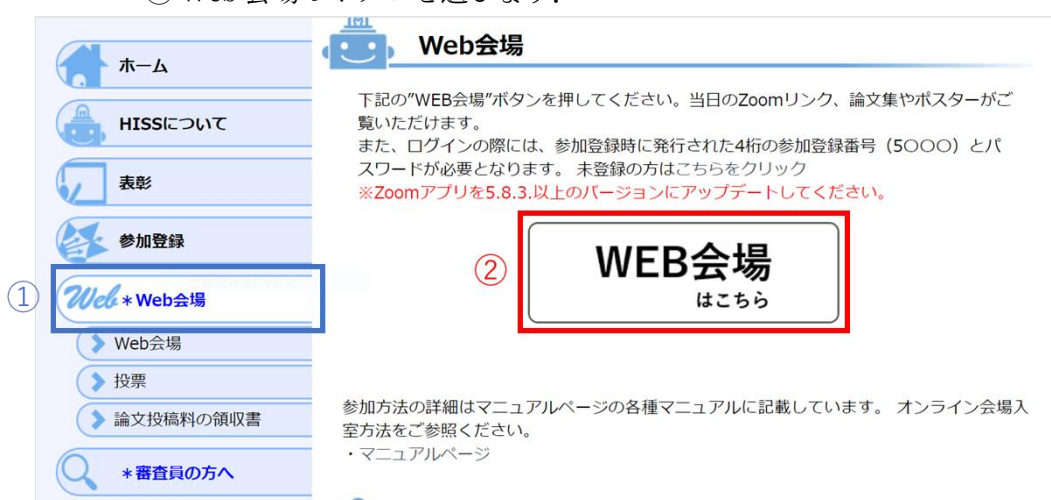 Web会場
下記の”WEB会場”ボタンを押してください。当日のZoomリンク、論文集やポスターがご
覧いただけます。
また、ログインの際には、参加登録時に発行された4桁の参加登録番号（5〇〇〇）とパ
スワードが必要となります。 未登録の方はこちらをクリック
※Zoomアプリを5.8.3.以上のバージョンにアップデートしてください。
ホーム
HISSについて
表彰
参加登録
①
Web
＊Web会場
Web会場
投票
論文投稿料の領収書
＊審査員の方へ
②
WEB会場
はこちら
参加方法の詳細はマニュアルページの各種マニュアルに記載しています。 オンライン会場入
室方法をご参照ください。
・マニュアルページ